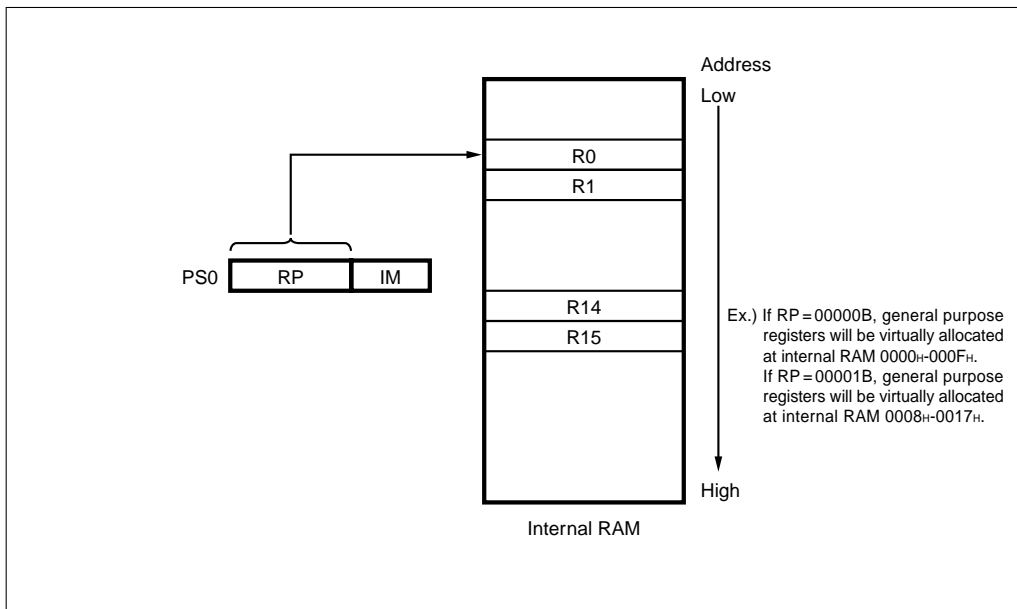 Address
Low
R0
R1
PS0 RP IM
R14
R15
Ex.) If RP=00000B, general purpose
registers will be virtually allocated
at internal RAM 0000H-000FH.
If RP=00001B, general purpose
registers will be virtually allocated
at internal RAM 0008H-0017H.
High
Internal RAM